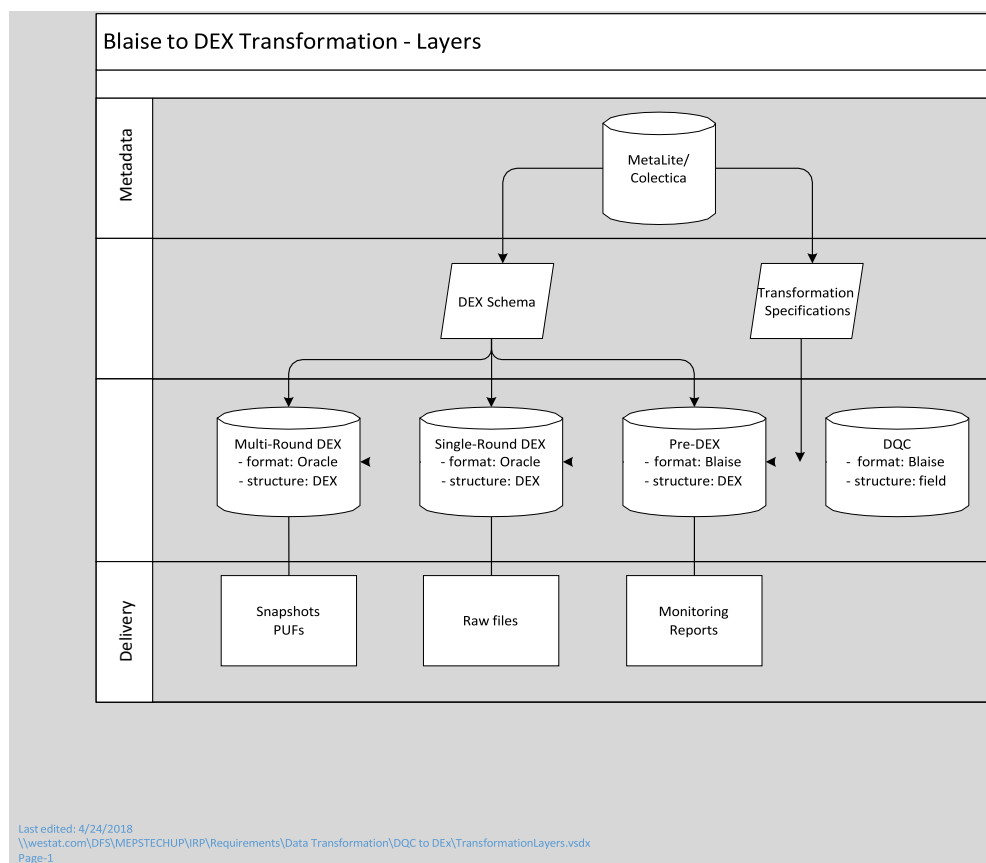 Blaise to DEX Transformation - Layers
Metadata
MetaLite/
Colectica
DEX Schema
Transformation
Specifications
Multi-Round DEX
- format: Oracle
- structure: DEX
Single-Round DEX
- format: Oracle
- structure: DEX
Pre-DEX
- format: Blaise
- structure: DEX
DQC
- format: Blaise
- structure: field
Delivery
Snapshots
PUFs
Raw files
Monitoring
Reports
Last edited: 4/24/2018
\\westat.com\DFS\MEPSTECHUP\IRP\Requirements\Data Transformation\DQC to DEx\TransformationLayers.vsdx
Page-1